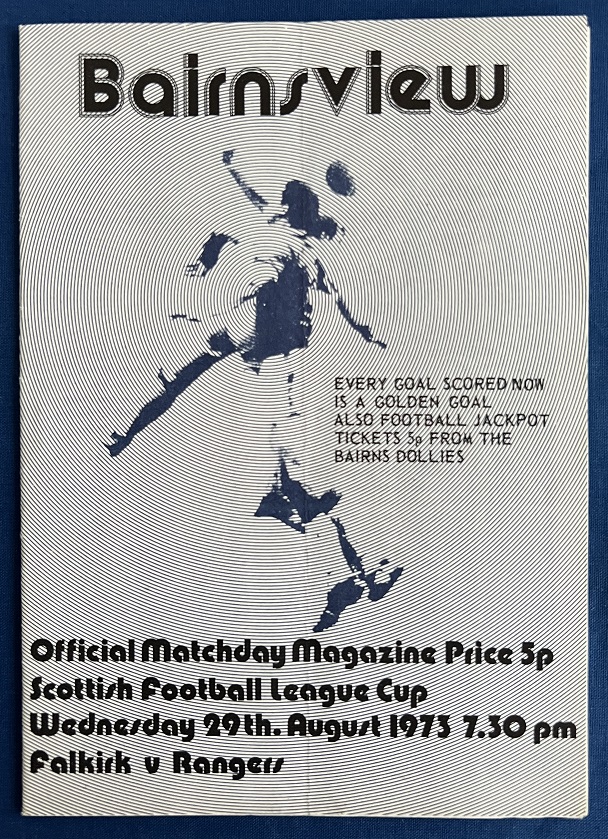 Bairnsview
EVERY GOAL SCORED NOW
IS A GOLDEN GOAL
ALSO FOOTBALL JACKPOT
TICKETS 5p FROM THE
BAIRNS DOLLIES
Official Matchday Magazine Price 5p
Scottish Football League Cup
Wednesday 29th. August 1973 7.30 pm
Falkirk v Rangers